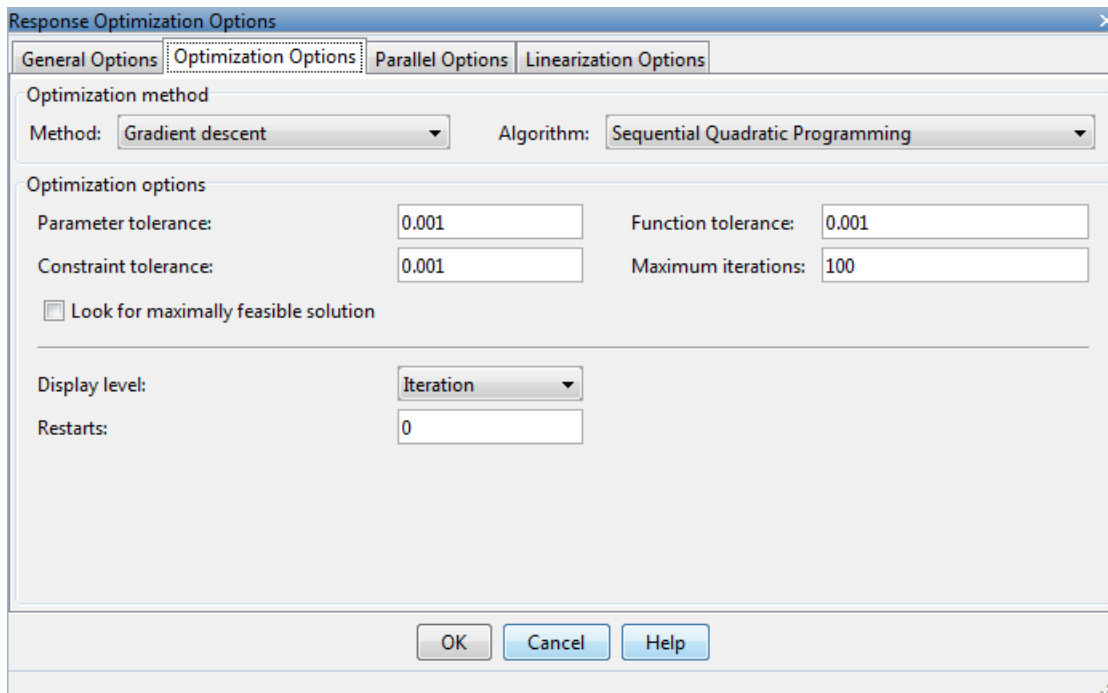 Response Optimization Options
General Options Optimization Options Parallel Options Linearization Options
Optimization method
Method: Gradient descent Algorithm: Sequential Quadratic Programming
Optimization options
Parameter tolerance: 0.001 Function tolerance: 0.001
Constraint tolerance: 0.001 Maximum iterations: 100
Look for maximally feasible solution
Display level: Iteration
Restarts: 0
OK Cancel Help